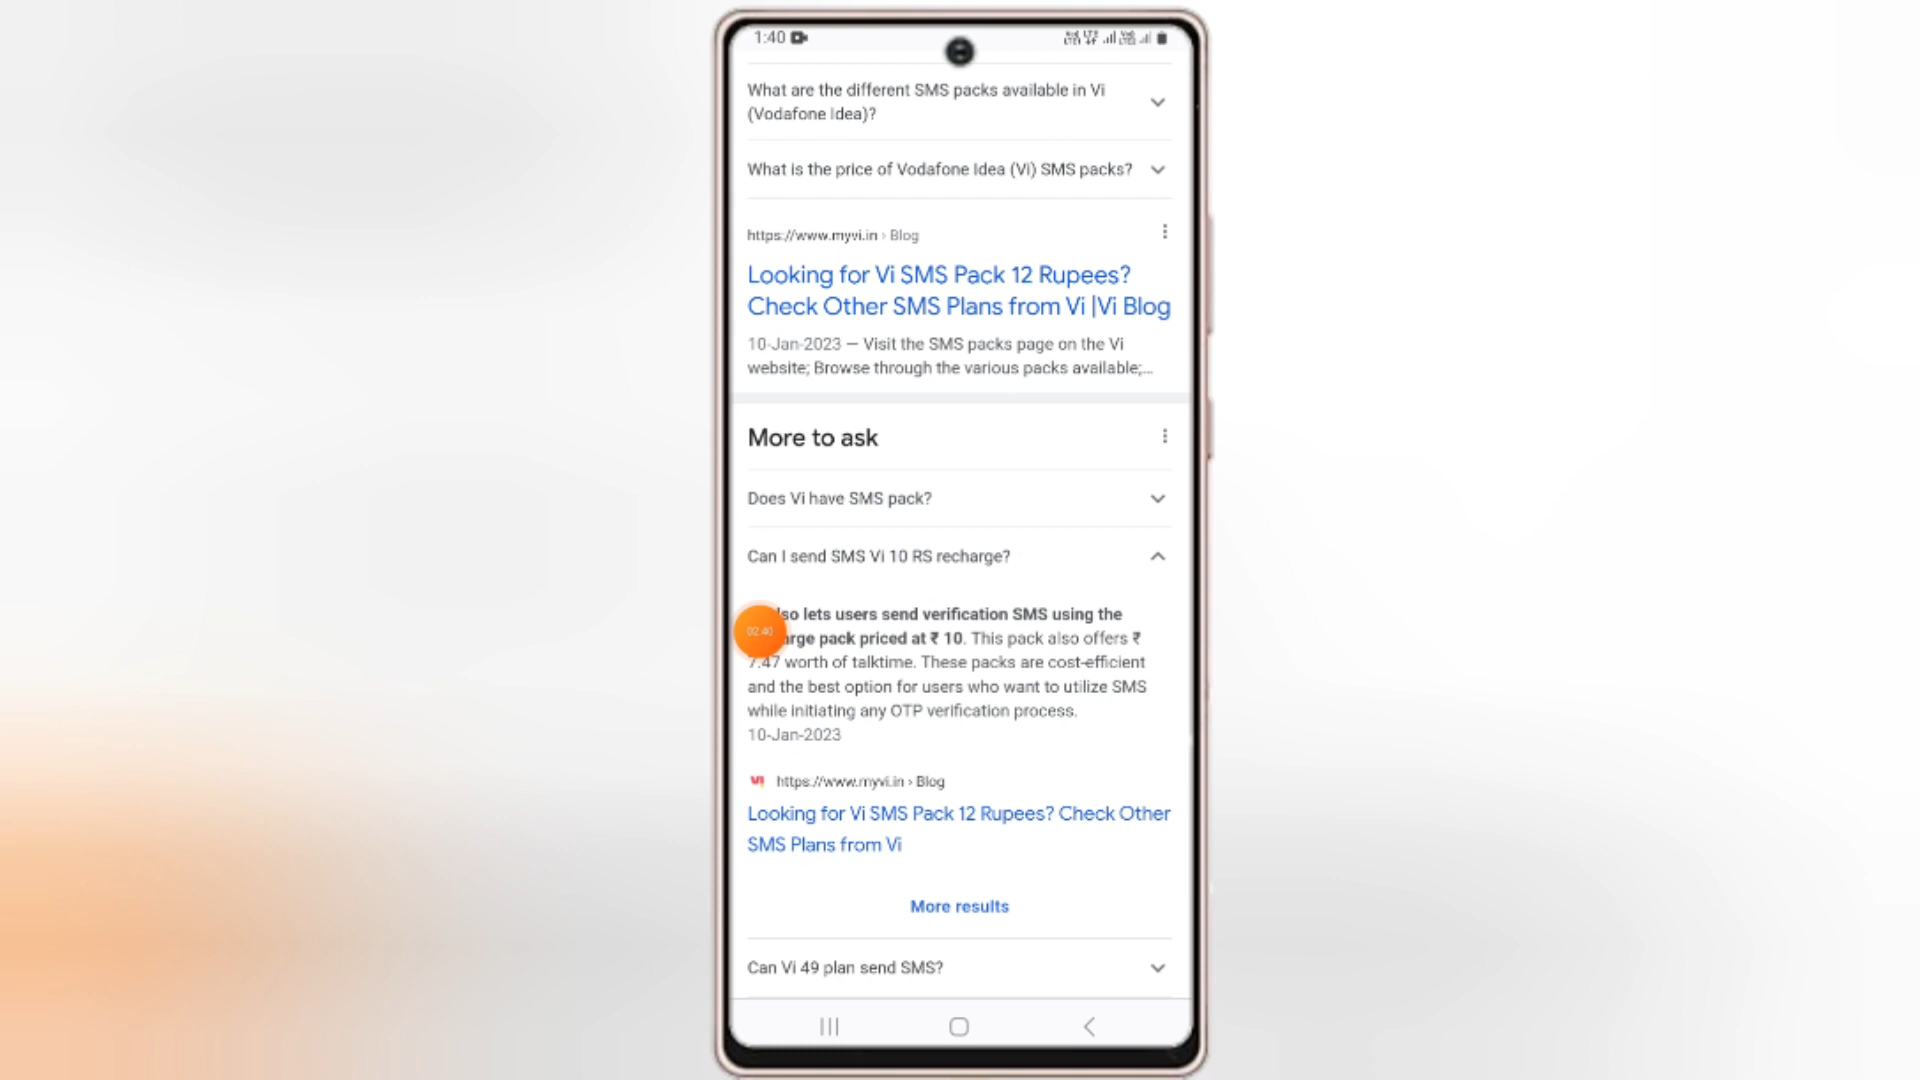 1:40
What are the different SMS packs available in Vi
(Vodafone Idea)?
What is the price of Vodafone Idea (Vi) SMS packs?
https://www.myvi.in › Blog
Looking for Vi SMS Pack 12 Rupees?
Check Other SMS Plans from Vi |Vi Blog
10-Jan-2023 — Visit the SMS packs page on the Vi
website; Browse through the various packs available;...
More to ask
Does Vi have SMS pack?
Can I send SMS Vi 10 RS recharge?
so lets users send verification SMS using the
02:40
rge pack priced at ₹ 10. This pack also offers ₹
7.47 worth of talktime. These packs are cost-efficient
and the best option for users who want to utilize SMS
while initiating any OTP verification process.
10-Jan-2023
VI https://www.myvi.in › Blog
Looking for Vi SMS Pack 12 Rupees? Check Other
SMS Plans from Vi
More results
Can Vi 49 plan send SMS?